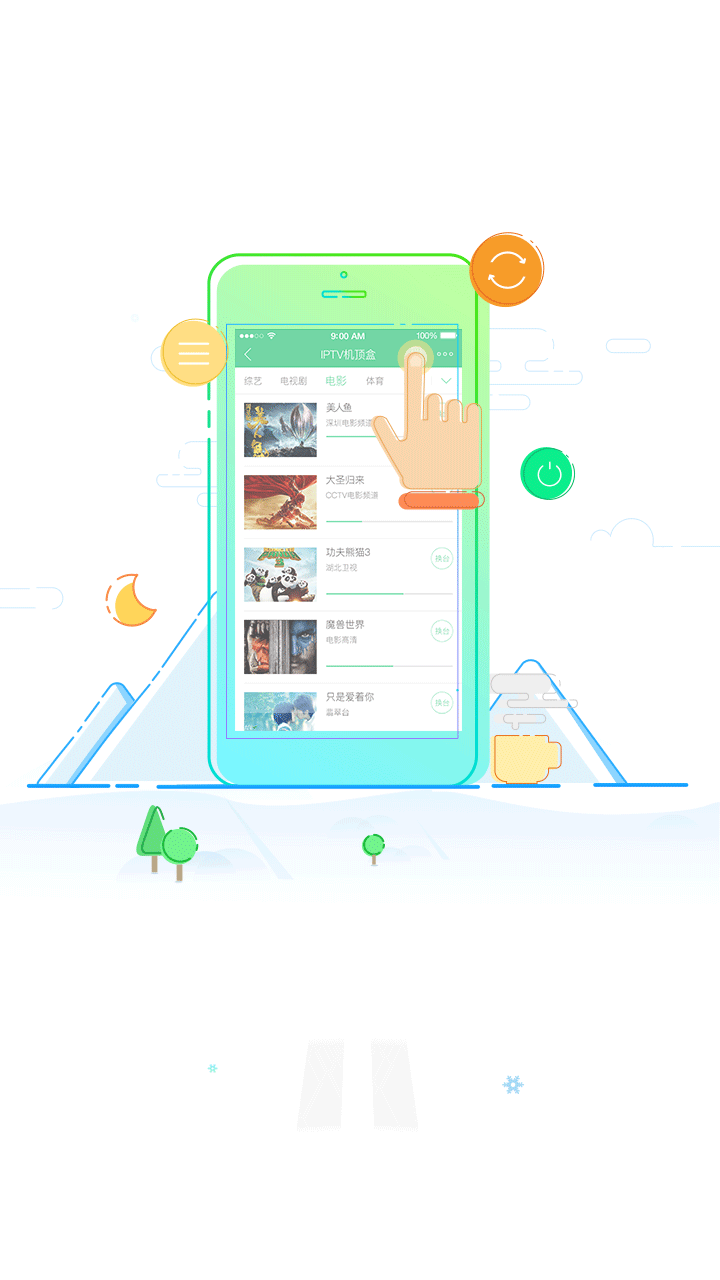 9:00 AM 100%
IPTV机顶盒
综艺 电视剧 电影 体育
美人鱼
深圳电影频道
大圣归来
CCTV电影频道
功夫熊猫3
湖北卫视
换台
魔兽世界
电影高清
换台
只是爱着你
翡翠台
换台